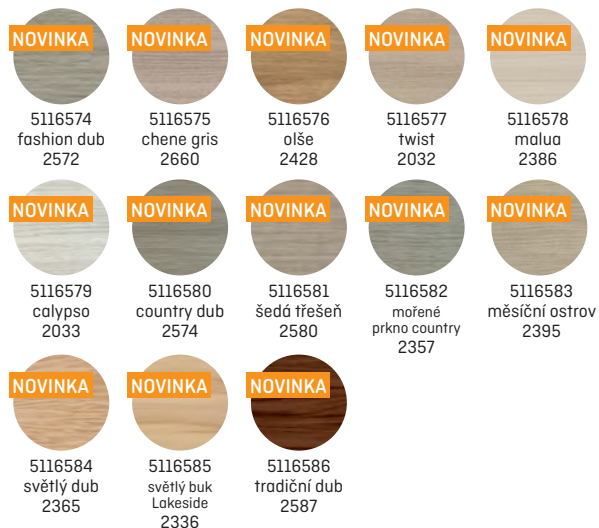 NOVINKA
NOVINKA
NOVINKA
NOVINKA
NOVINKA
5116574
fashion dub
2572
5116575
chene gris
2660
5116576
olše
2428
5116577
twist
2032
5116578
malua
2386
NOVINKA
NOVINKA
NOVINKA
NOVINKA
NOVINKA
5116579
calypso
2033
5116580
country dub
2574
5116581
šedá třešeň
2580
5116582
mořené
prkno country
2357
5116583
měsíční ostrov
2395
NOVINKA
NOVINKA
NOVINKA
5116584
světlý dub
2365
5116585
světlý buk
Lakeside
2336
5116586
tradiční dub
2587